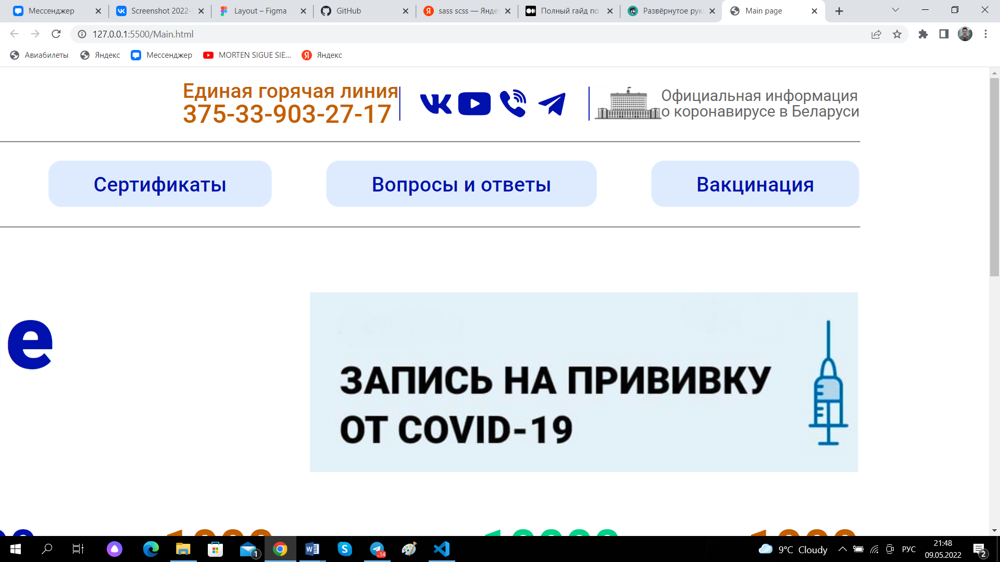 Мессенджер
Screenshot 2022-
Layout – Figma
GitHub
sass scss — Янде
Полный гайд по
Развёрнутое рук
Main page
127.0.0.1:5500/Main.html
Авиабилеты
Яндекс
Мессенджер
MORTEN SIGUE SIE...
Яндекс
Единая горячая линия
375-33-903-27-17
Официальная информация
о коронавирусе в Беларуси
Сертификаты
Вопросы и ответы
Вакцинация
е
ЗАПИСЬ НА ПРИВИВКУ
ОТ COVID-19
1
..14
9°C Cloudy
РУС
21:48
09.05.2022
2